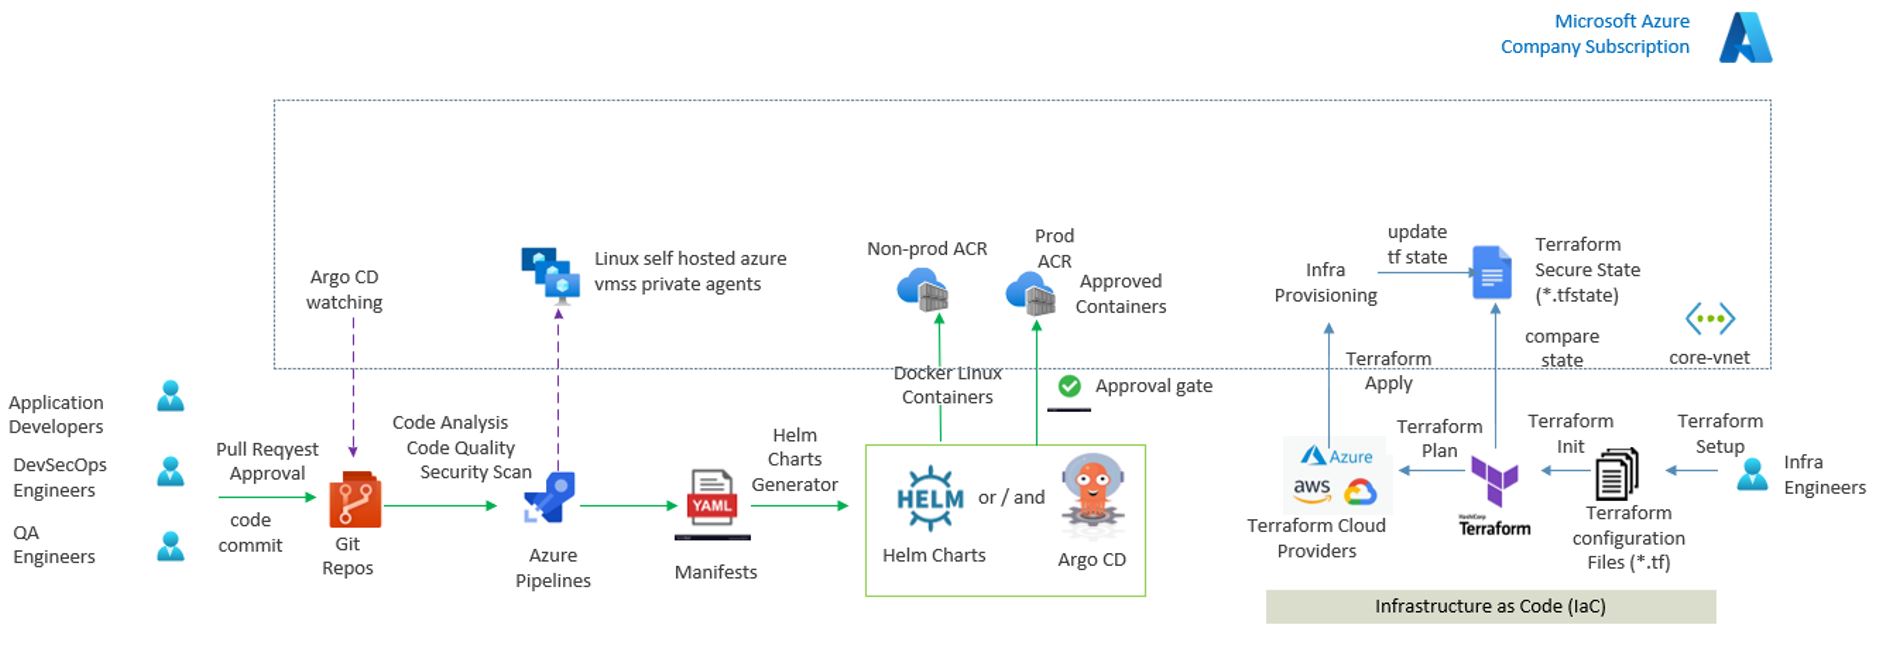 Microsoft Azure
Company Subscription
Argo CD
watching
Linux self hosted azure
vmss private agents
Non-prod ACR
Prod
ACR
Approved
Containers
Infra
Provisioning
update
tf state
Terraform
Secure State
(*.tfstate)
core-vnet
compare
state
Terraform
Apply
Docker Linux
Containers
Approval gate
Application
Developers
DevSecOps
Engineers
QA
Engineers
Pull Reqyest
Approval
code
commit
Git
Repos
Code Analysis
Code Quality
Security Scan
Azure
Pipelines
YAML
Manifests
Helm
Charts
Generator
HELM
or / and
Helm Charts
Argo CD
Azure
aws
Terraform Cloud
Providers
Terraform
Plan
HashiCorp
Terraform
Terraform
Init
Terraform
configuration
Files (*.tf)
Terraform
Setup
Infra
Engineers
Infrastructure as Code (IaC)